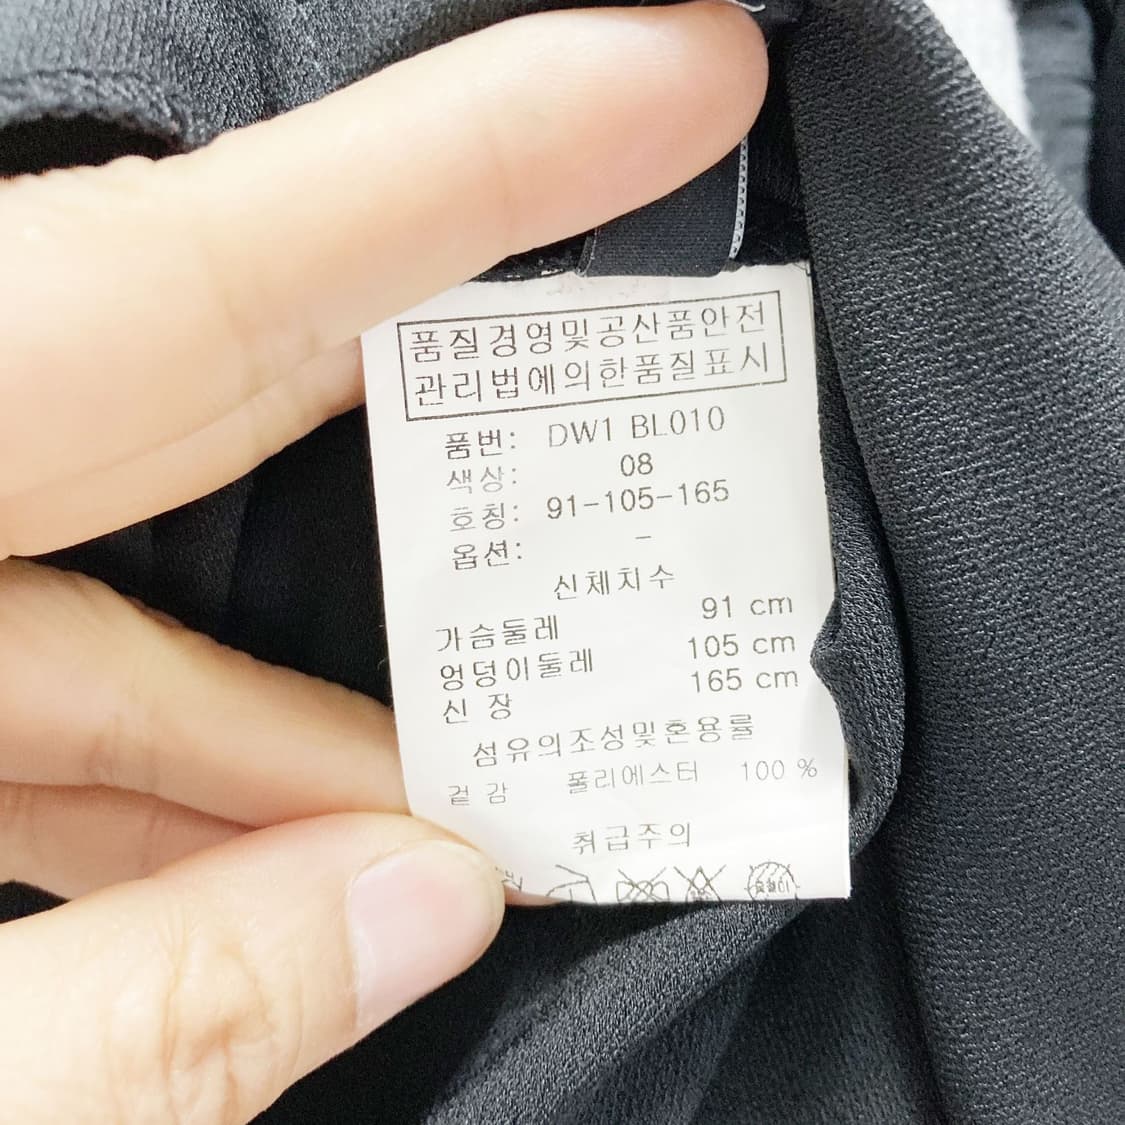 품질경영및공산품안전
관리법에의한품질표시
품번: DW1 BL010
색상: 08
호칭: 91-105-165
옵션: -
신체치수
가슴둘레 91 cm
엉덩이둘레 105 cm
신 장 165 cm
섬유의조성및혼용률
겉 감 폴리에스터 100 %
취급주의